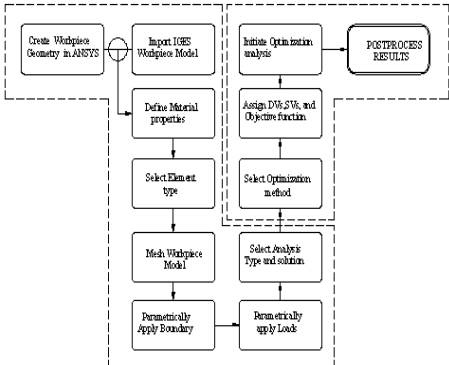 Create Workpiece
Geometry in ANSYS
Import IGES
Workpiece Model
Define Material
properties
Select Element
type
Mesh Workpiece
Model
Parametrically
Apply Boundary
Parametrically
apply Loads
Select Analysis
Type and solution
Select Optimization
method
Assign DVs,SVs, and
Objective function
Initiate Optimization
analysis
POSTPROCESS
RESULTS